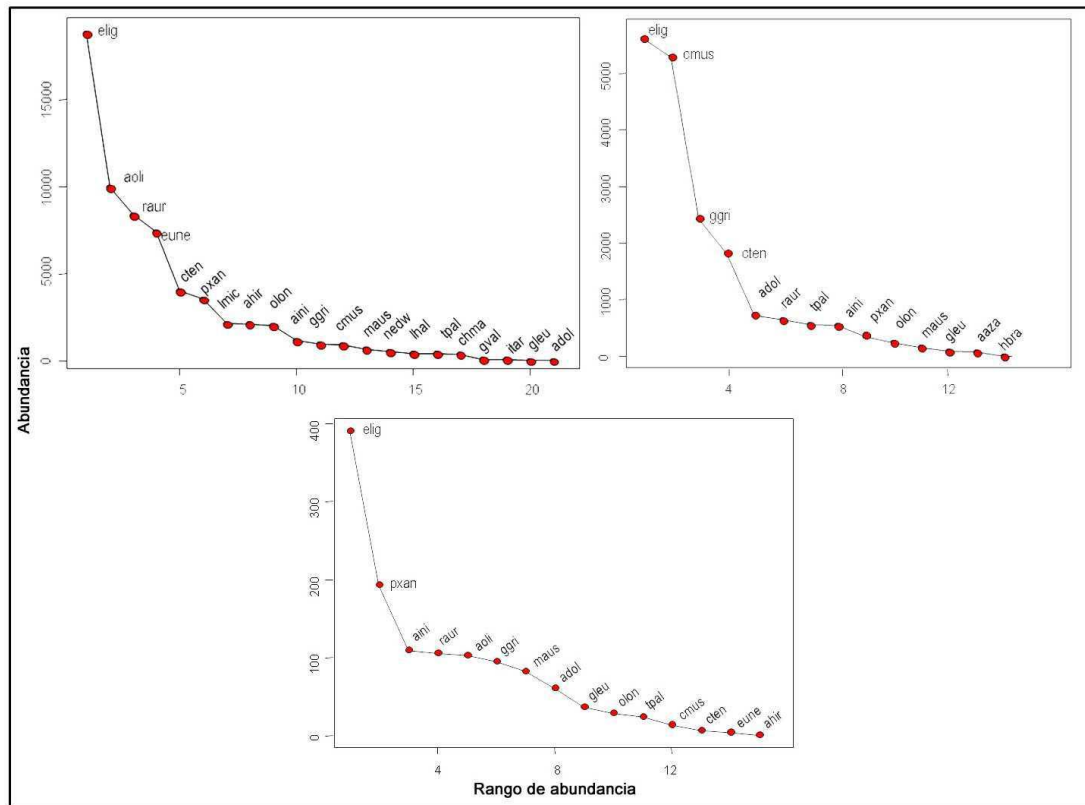 elig
aoli
raur
eune
cten
pxan
lmic
ahir
olon
aini
ggri
cmus
maus
nedw
lhal
tpal
chma
gval
itar
gleu
adol
0
5000
10000
15000
5
10
15
20
elig
cmus
ggri
cten
adol
raur
tpal
aini
pxan
olon
maus
gleu
aaza
hbra
0
1000
2000
3000
4000
5000
4
8
12
Abundancia
elig
pxan
aini
raur
aoli
ggri
maus
adol
gleu
olon
tpal
cmus
cten
eune
ahir
0
100
200
300
400
4
8
12
Rango de abundancia